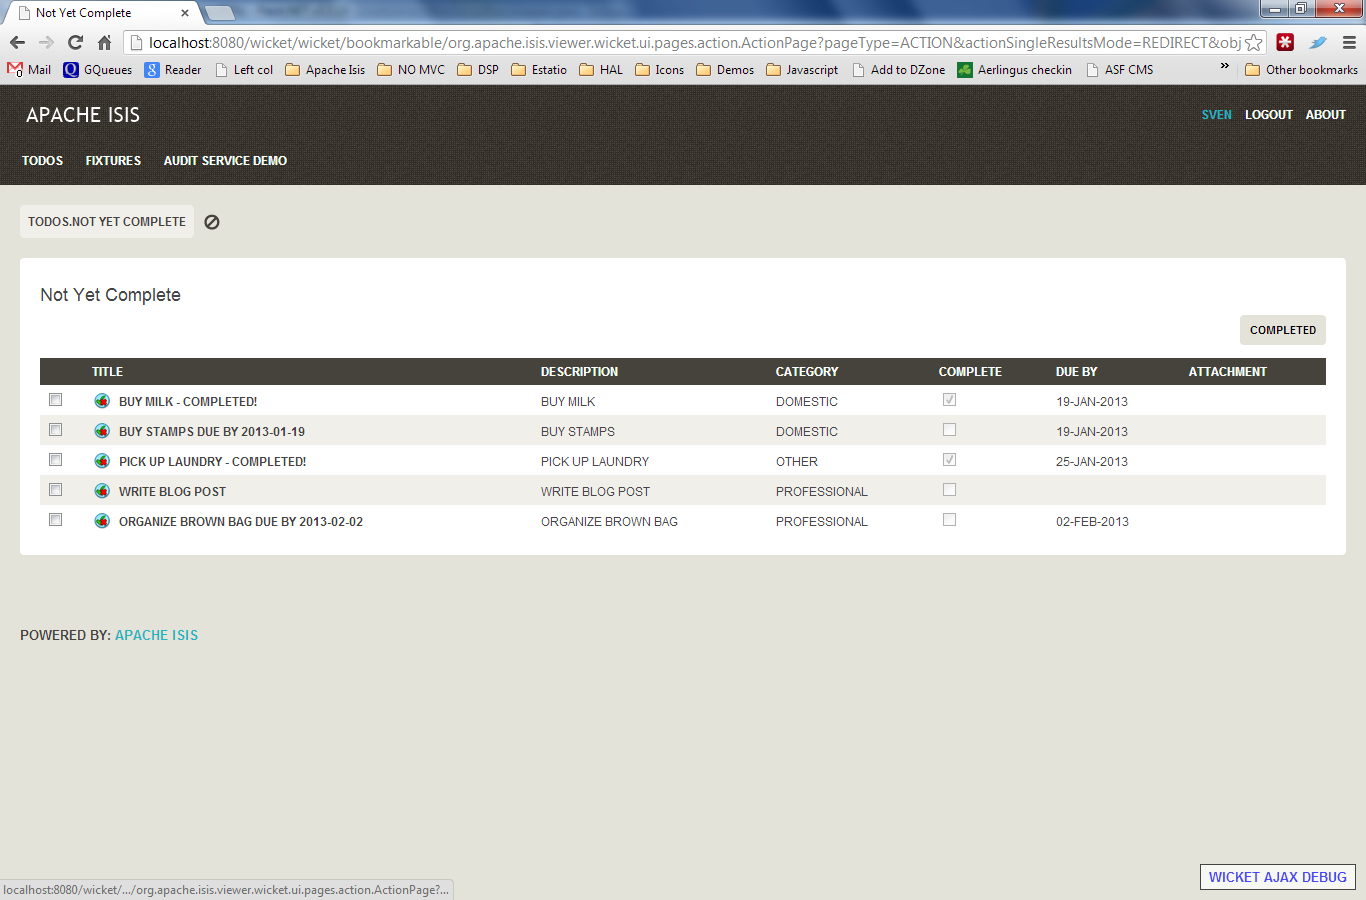 Not Yet Complete
localhost:8080/wicket/wicket/bookmarkable/org.apache.isis.viewer.wicket.ui.pages.action.ActionPage?pageType=ACTION&actionSingleResultsMode=REDIRECT&obj
Mail GQueues Reader Left col Apache Isis NO MVC DSP Estatio HAL Icons Demos Javascript Add to DZone Aerlingus checkin ASF CMS » Other bookmarks
APACHE ISIS
SVEN LOGOUT ABOUT
TODOS FIXTURES AUDIT SERVICE DEMO
TODOS.NOT YET COMPLETE
Not Yet Complete
COMPLETED
TITLE DESCRIPTION CATEGORY COMPLETE DUE BY ATTACHMENT
BUY MILK - COMPLETED! BUY MILK DOMESTIC 19-JAN-2013
BUY STAMPS DUE BY 2013-01-19 BUY STAMPS DOMESTIC 19-JAN-2013
PICK UP LAUNDRY - COMPLETED! PICK UP LAUNDRY OTHER 25-JAN-2013
WRITE BLOG POST WRITE BLOG POST PROFESSIONAL
ORGANIZE BROWN BAG DUE BY 2013-02-02 ORGANIZE BROWN BAG PROFESSIONAL 02-FEB-2013
POWERED BY: APACHE ISIS
WICKET AJAX DEBUG
localhost:8080/wicket/.../org.apache.isis.viewer.wicket.ui.pages.action.ActionPage?...